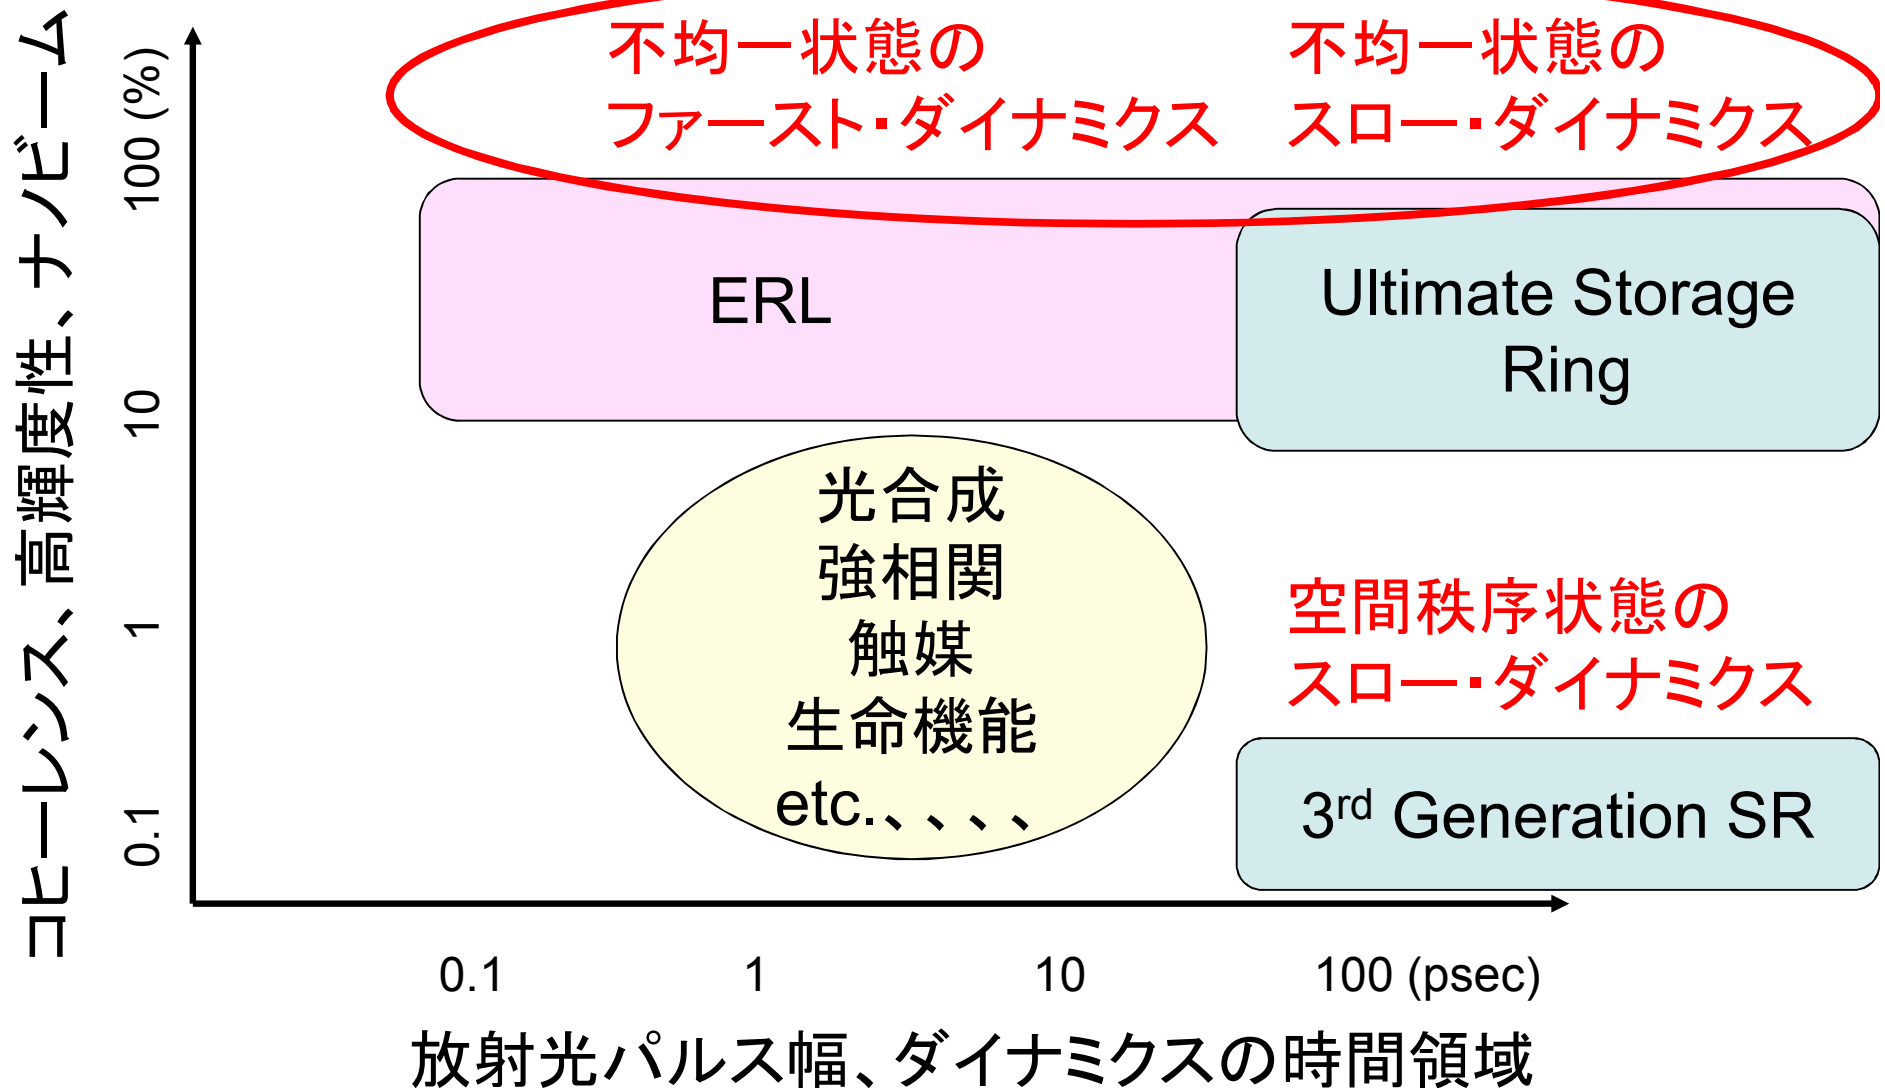 コヒーレンス、高輝度性、ナノビーム
100 (%)
10
1
0.1
不均一状態の
ファースト・ダイナミクス
不均一状態の
スロー・ダイナミクス
ERL
Ultimate Storage
Ring
光合成
強相関
触媒
生命機能
etc.、、、、
空間秩序状態の
スロー・ダイナミクス
3rd Generation SR
0.1
1
10
100 (psec)
放射光パルス幅、ダイナミクスの時間領域